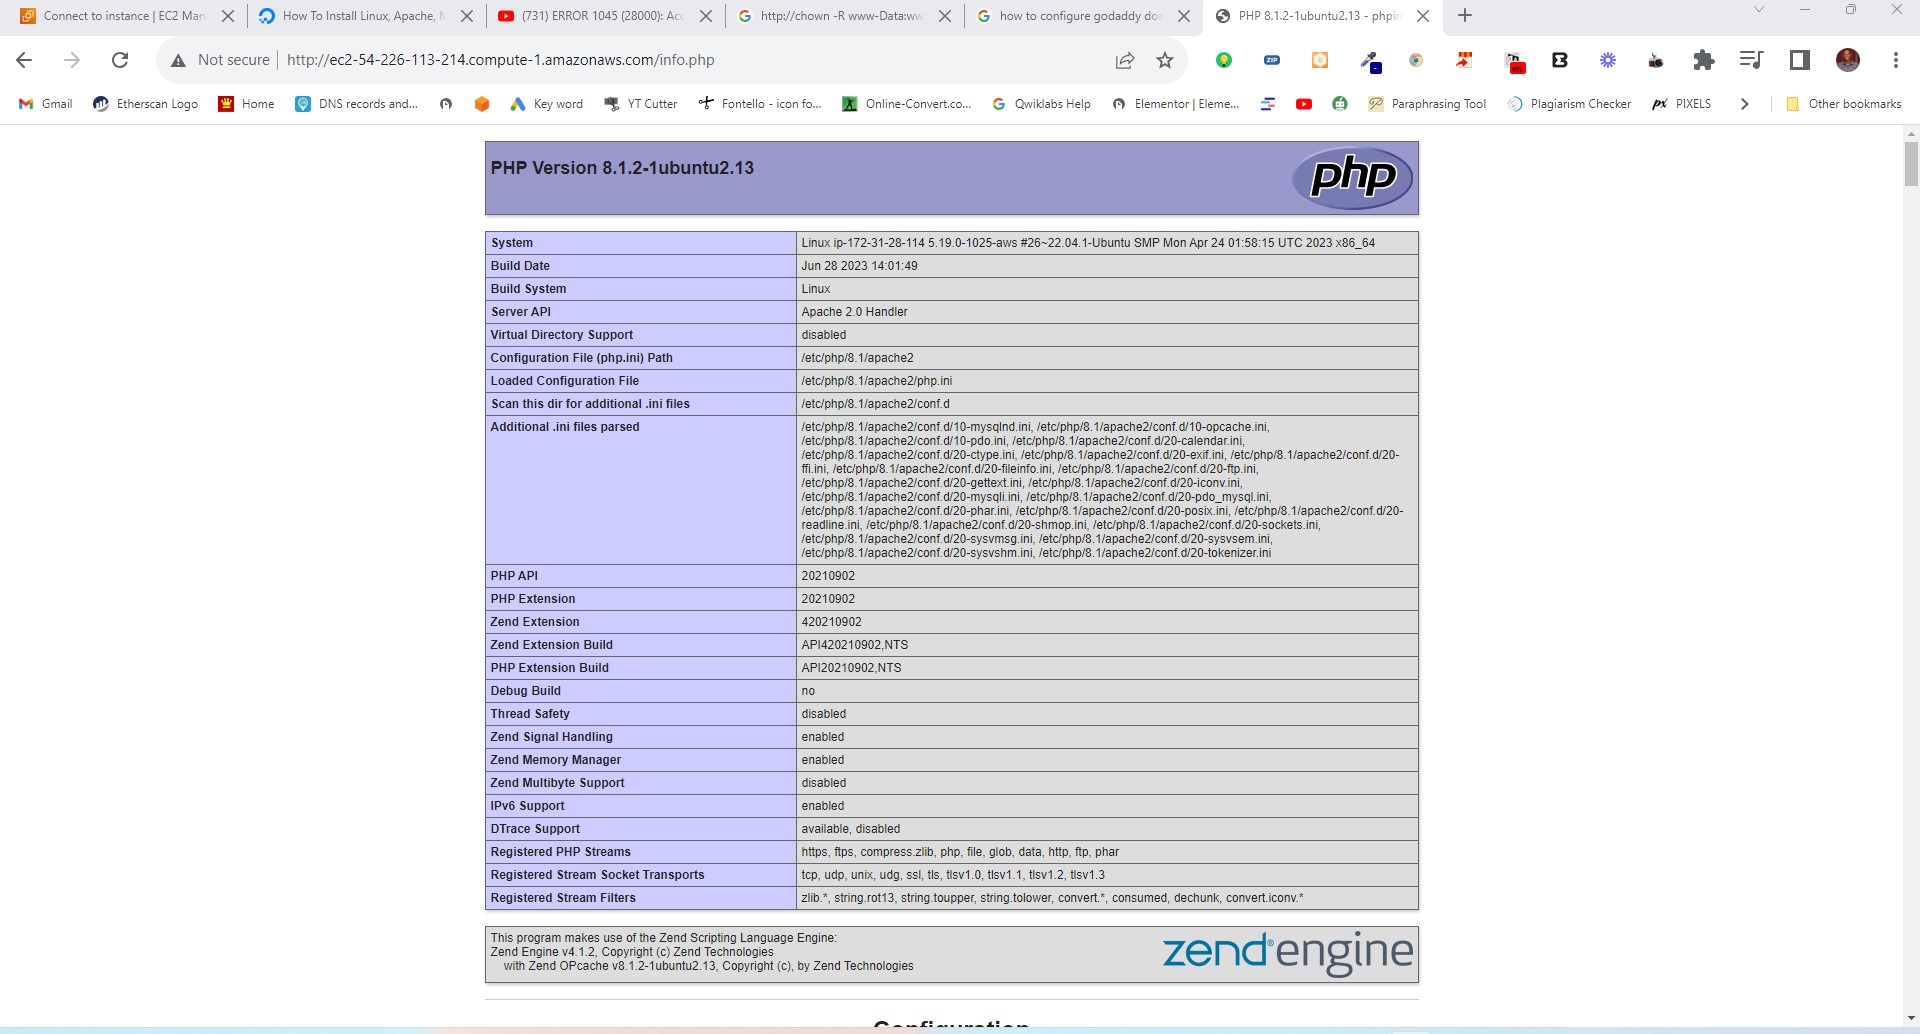 Connect to instance | EC2 Man
How To Install Linux, Apache, M
(731) ERROR 1045 (28000): Acc
http://chown -R www-Data:ww
how to configure godaddy dor
PHP 8.1.2-1ubuntu2.13 - phpin
Not secure | http://ec2-54-226-113-214.compute-1.amazonaws.com/info.php
ZIP
Gmail
Etherscan Logo
Home
DNS records and...
Key word
YT Cutter
Fontello - icon fo...
Online-Convert.co...
Qwiklabs Help
Elementor | Eleme...
Paraphrasing Tool
Plagiarism Checker
px PIXELS
Other bookmarks
PHP Version 8.1.2-1ubuntu2.13
php
System Linux ip-172-31-28-114 5.19.0-1025-aws #26~22.04.1-Ubuntu SMP Mon Apr 24 01:58:15 UTC 2023 x86_64
Build Date Jun 28 2023 14:01:49
Build System Linux
Server API Apache 2.0 Handler
Virtual Directory Support disabled
Configuration File (php.ini) Path /etc/php/8.1/apache2
Loaded Configuration File /etc/php/8.1/apache2/php.ini
Scan this dir for additional .ini files /etc/php/8.1/apache2/conf.d
Additional .ini files parsed /etc/php/8.1/apache2/conf.d/10-mysqlnd.ini, /etc/php/8.1/apache2/conf.d/10-opcache.ini,
/etc/php/8.1/apache2/conf.d/10-pdo.ini, /etc/php/8.1/apache2/conf.d/20-calendar.ini,
/etc/php/8.1/apache2/conf.d/20-ctype.ini, /etc/php/8.1/apache2/conf.d/20-exif.ini, /etc/php/8.1/apache2/conf.d/20-
ffi.ini, /etc/php/8.1/apache2/conf.d/20-fileinfo.ini, /etc/php/8.1/apache2/conf.d/20-ftp.ini,
/etc/php/8.1/apache2/conf.d/20-gettext.ini, /etc/php/8.1/apache2/conf.d/20-iconv.ini,
/etc/php/8.1/apache2/conf.d/20-mysqli.ini, /etc/php/8.1/apache2/conf.d/20-pdo_mysql.ini,
/etc/php/8.1/apache2/conf.d/20-phar.ini, /etc/php/8.1/apache2/conf.d/20-posix.ini, /etc/php/8.1/apache2/conf.d/20-
readline.ini, /etc/php/8.1/apache2/conf.d/20-shmop.ini, /etc/php/8.1/apache2/conf.d/20-sockets.ini,
/etc/php/8.1/apache2/conf.d/20-sysvmsg.ini, /etc/php/8.1/apache2/conf.d/20-sysvsem.ini,
/etc/php/8.1/apache2/conf.d/20-sysvshm.ini, /etc/php/8.1/apache2/conf.d/20-tokenizer.ini
PHP API 20210902
PHP Extension 20210902
Zend Extension 420210902
Zend Extension Build API420210902,NTS
PHP Extension Build API20210902,NTS
Debug Build no
Thread Safety disabled
Zend Signal Handling enabled
Zend Memory Manager enabled
Zend Multibyte Support disabled
IPv6 Support enabled
DTrace Support available, disabled
Registered PHP Streams https, ftps, compress.zlib, php, file, glob, data, http, ftp, phar
Registered Stream Socket Transports tcp, udp, unix, udg, ssl, tls, tlsv1.0, tlsv1.1, tlsv1.2, tlsv1.3
Registered Stream Filters zlib.*, string.rot13, string.toupper, string.tolower, convert.*, consumed, dechunk, convert.iconv.*
This program makes use of the Zend Scripting Language Engine:
Zend Engine v4.1.2, Copyright (c) Zend Technologies
with Zend OPcache v8.1.2-1ubuntu2.13, Copyright (c), by Zend Technologies
zend engine
Configuration